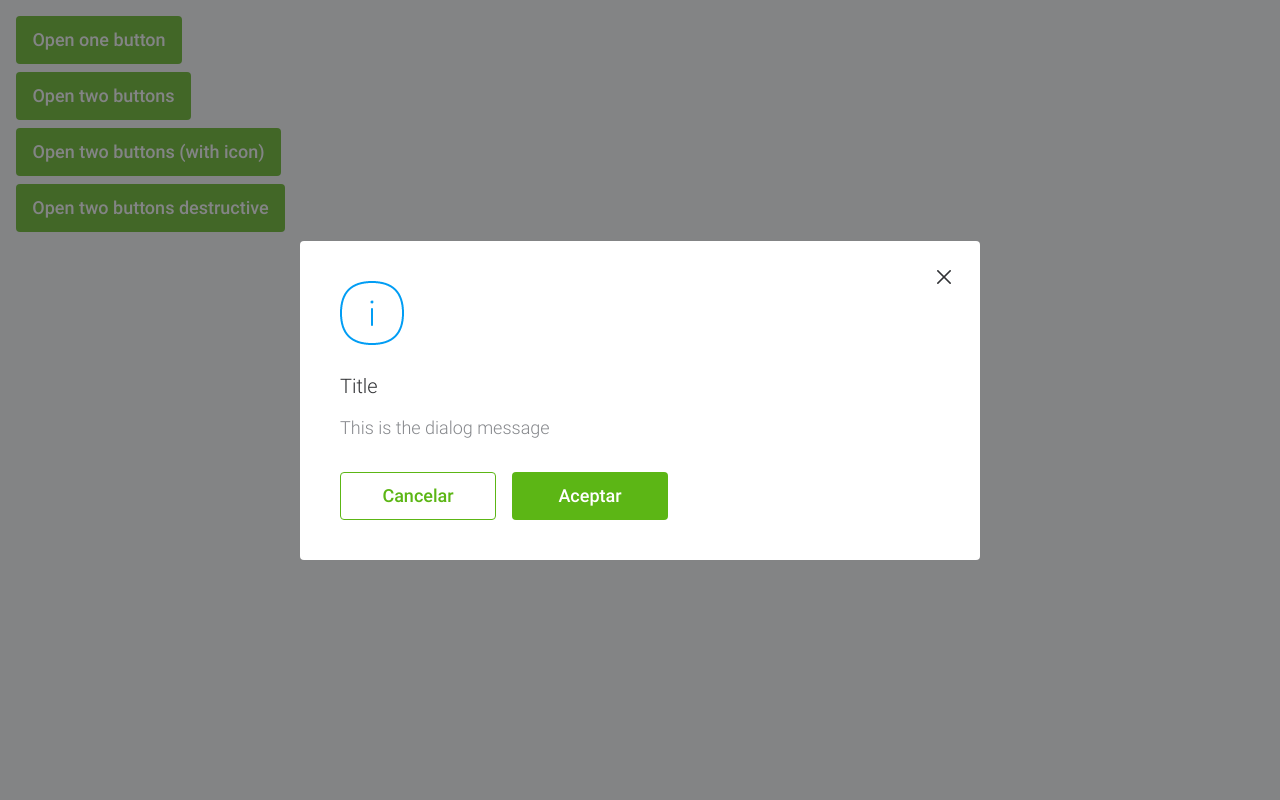 Open one button
Open two buttons
Open two buttons (with icon)
Open two buttons destructive
Title
This is the dialog message
Cancelar
Aceptar